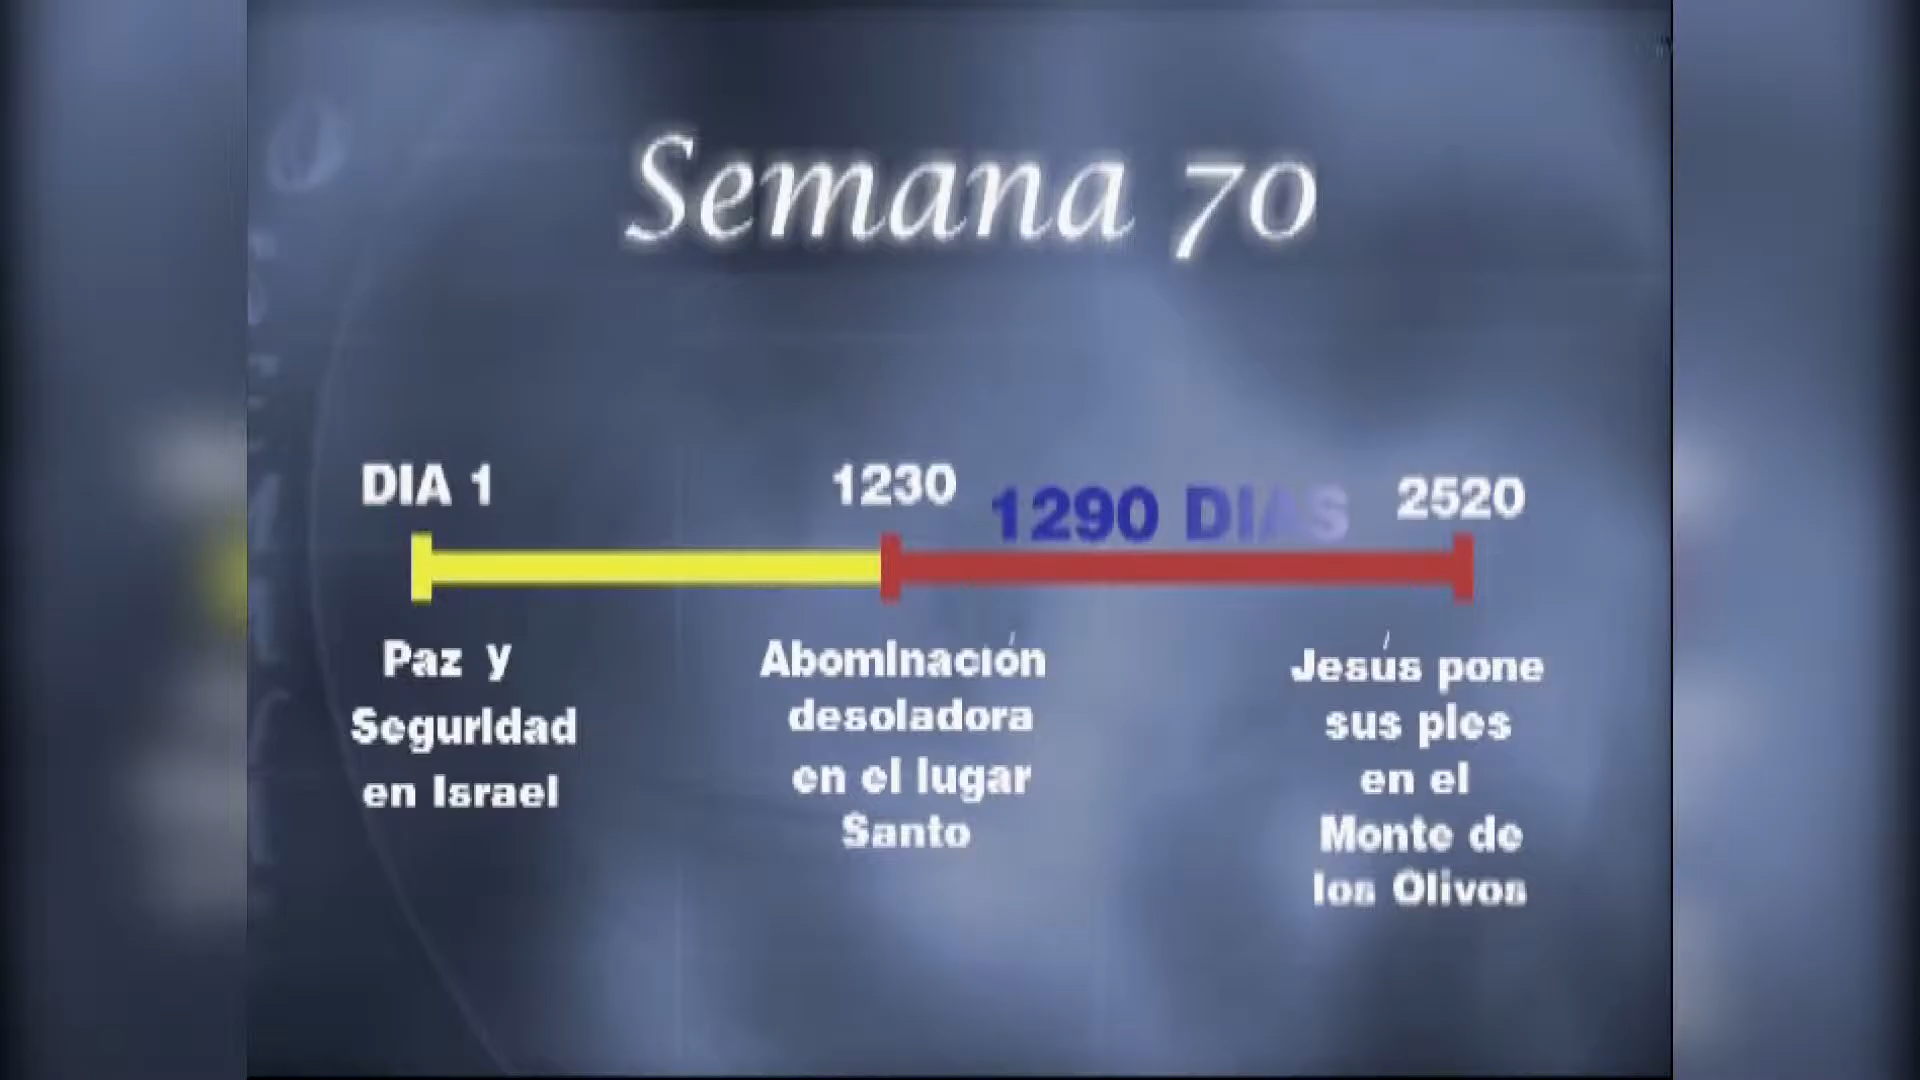 Semana 70
DIA 1
1230
1290 DIAS
2520
Paz y
Seguridad
en Israel
Abominación
desoladora
en el lugar
Santo
Jesús pone
sus pies
en el
Monte de
los Olivos